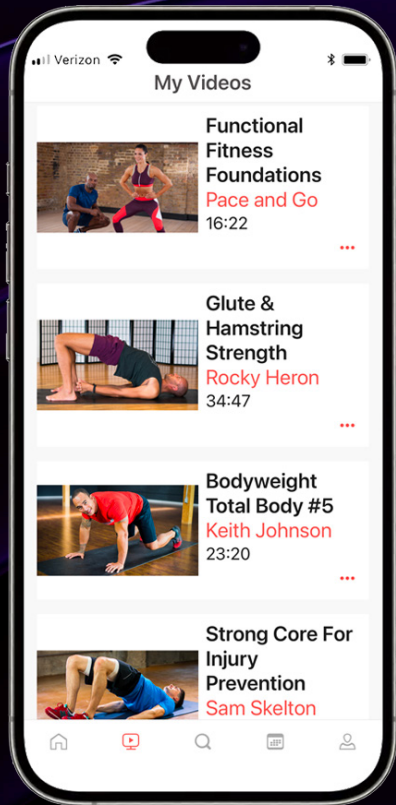 Verizon
My Videos
Functional
Fitness
Foundations
Pace and Go
16:22
Glute &
Hamstring
Strength
Rocky Heron
34:47
Bodyweight
Total Body #5
Keith Johnson
23:20
Strong Core For
Injury
Prevention
Sam Skelton